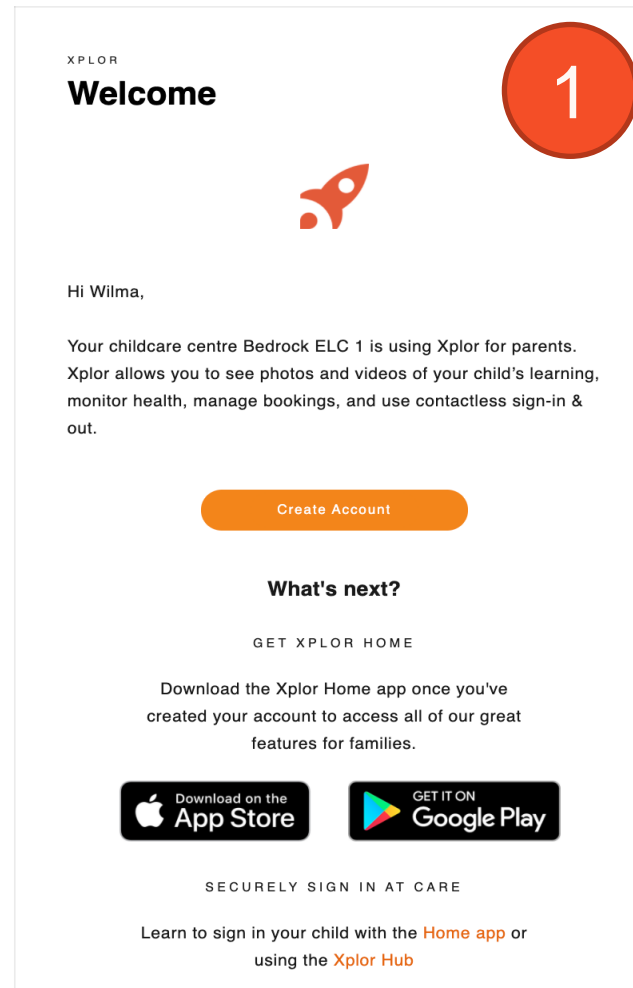 XPLOR
Welcome
1
Hi Wilma,
Your childcare centre Bedrock ELC 1 is using Xplor for parents.
Xplor allows you to see photos and videos of your child’s learning,
monitor health, manage bookings, and use contactless sign-in &
out.
Create Account
What's next?
GET XPLOR HOME
Download the Xplor Home app once you've
created your account to access all of our great
features for families.
Download on the
App Store
GET IT ON
Google Play
SECURELY SIGN IN AT CARE
Learn to sign in your child with the Home app or
using the Xplor Hub